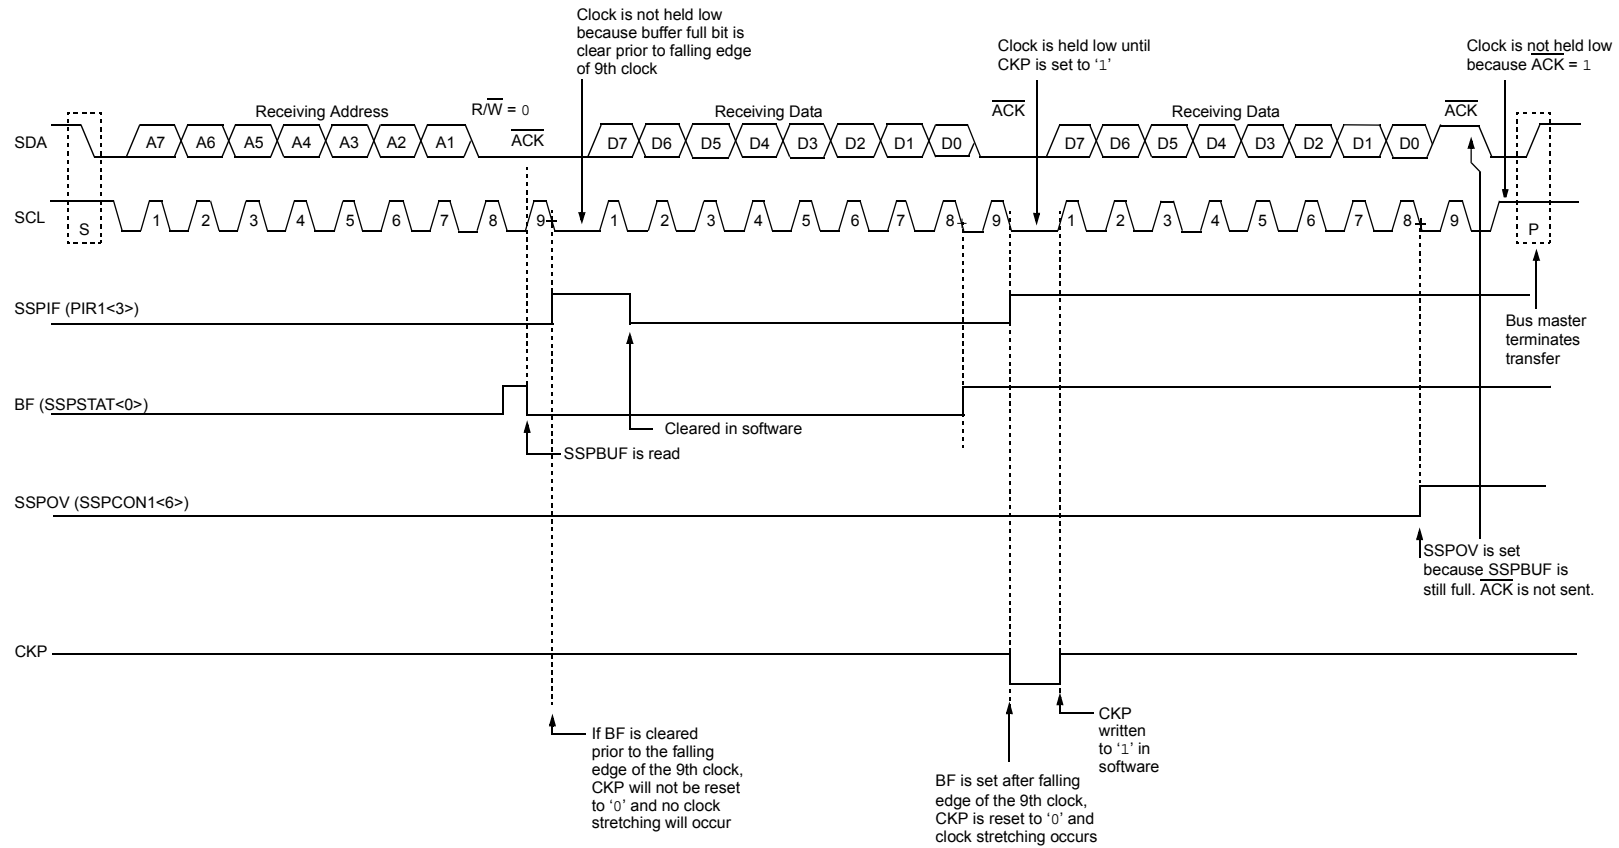 Clock is not held low
because buffer full bit is
clear prior to falling edge
of 9th clock
Clock is held low until
CKP is set to ‘1’
Clock is not held low
because ACK = 1
Receiving Address
R/W = 0
ACK
Receiving Data
ACK
Receiving Data
ACK
SDA
A7 A6 A5 A4 A3 A2 A1
D7 D6 D5 D4 D3 D2 D1 D0
D7 D6 D5 D4 D3 D2 D1 D0
SCL
S
1 2 3 4 5 6 7 8 9
1 2 3 4 5 6 7 8 9
1 2 3 4 5 6 7 8 9
P
SSPIF (PIR1<3>)
Bus master
terminates
transfer
BF (SSPSTAT<0>)
Cleared in software
SSPBUF is read
SSPOV (SSPCON1<6>)
SSPOV is set
because SSPBUF is
still full. ACK is not sent.
CKP
If BF is cleared
prior to the falling
edge of the 9th clock,
CKP will not be reset
to ‘0’ and no clock
stretching will occur
BF is set after falling
edge of the 9th clock,
CKP is reset to ‘0’ and
clock stretching occurs
CKP
written
to ‘1’ in
software